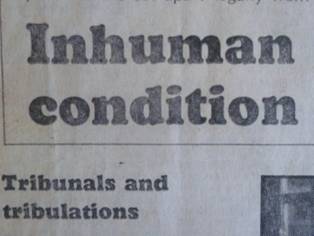 Inhuman
condition
Tribunals and
tribulations